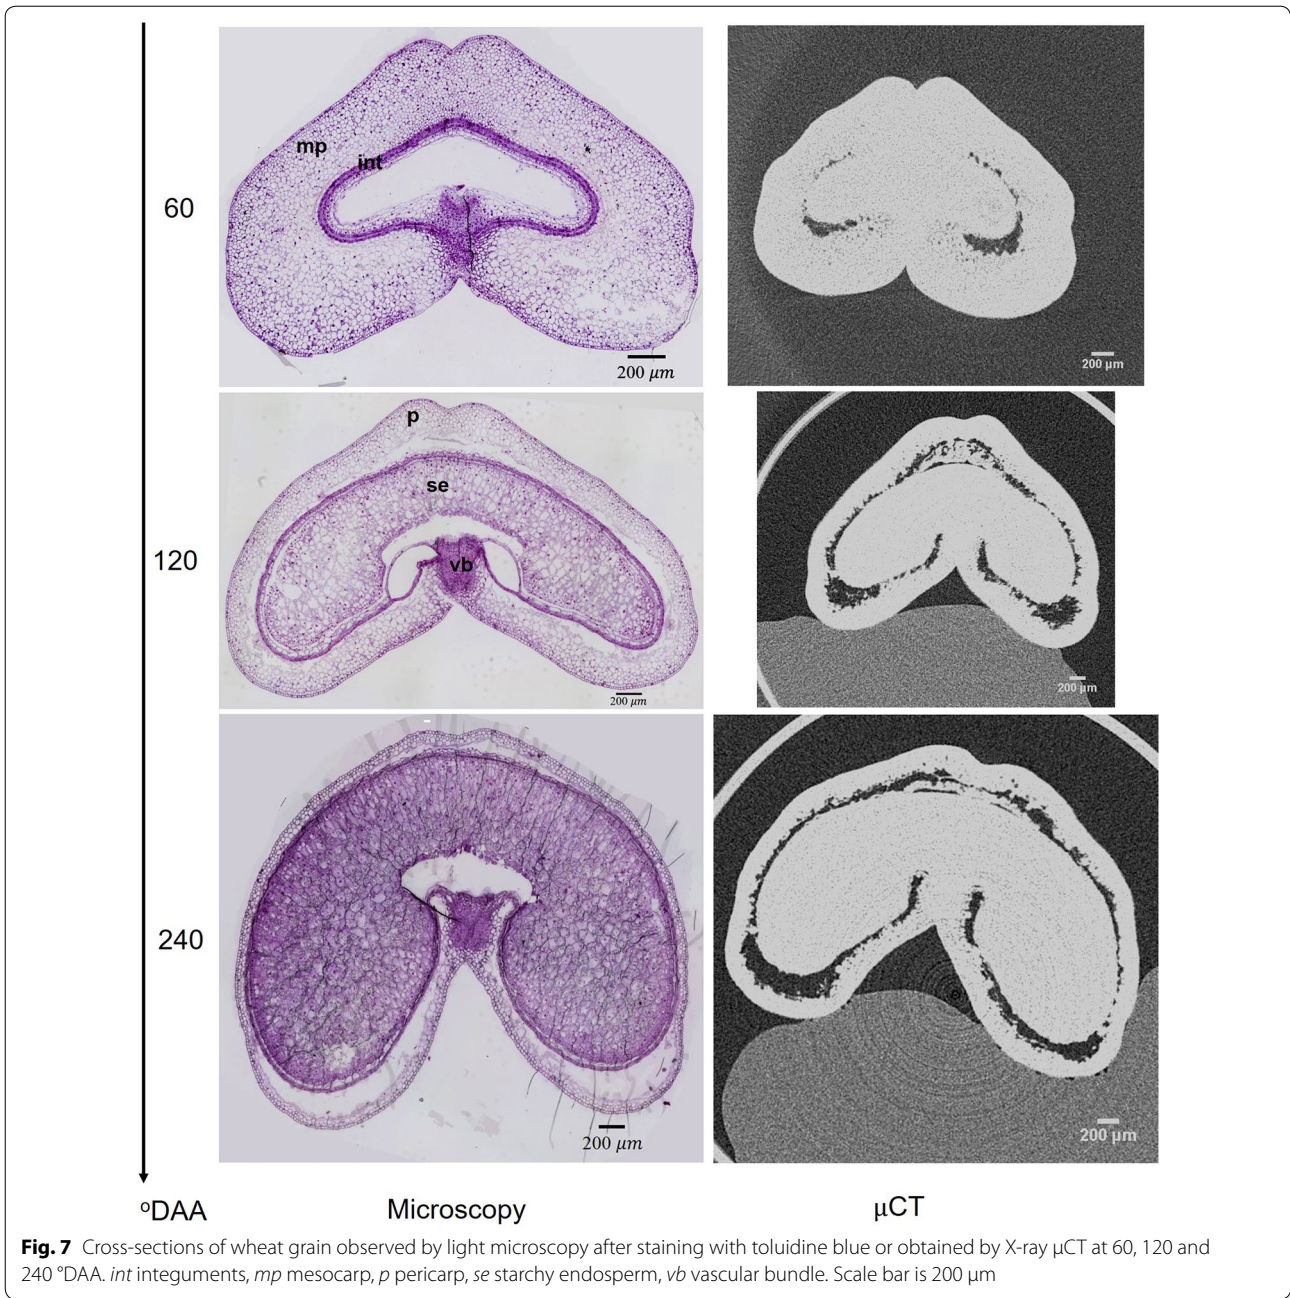 mp
int
60
200 µm
200 µm
p
se
120
vb
200 µm
200 µm
240
200 µm
200 µm
ºDAA
Microscopy
µCT
Fig. 7 Cross-sections of wheat grain observed by light microscopy after staining with toluidine blue or obtained by X-ray µCT at 60, 120 and
240 °DAA. int integuments, mp mesocarp, p pericarp, se starchy endosperm, vb vascular bundle. Scale bar is 200 µm